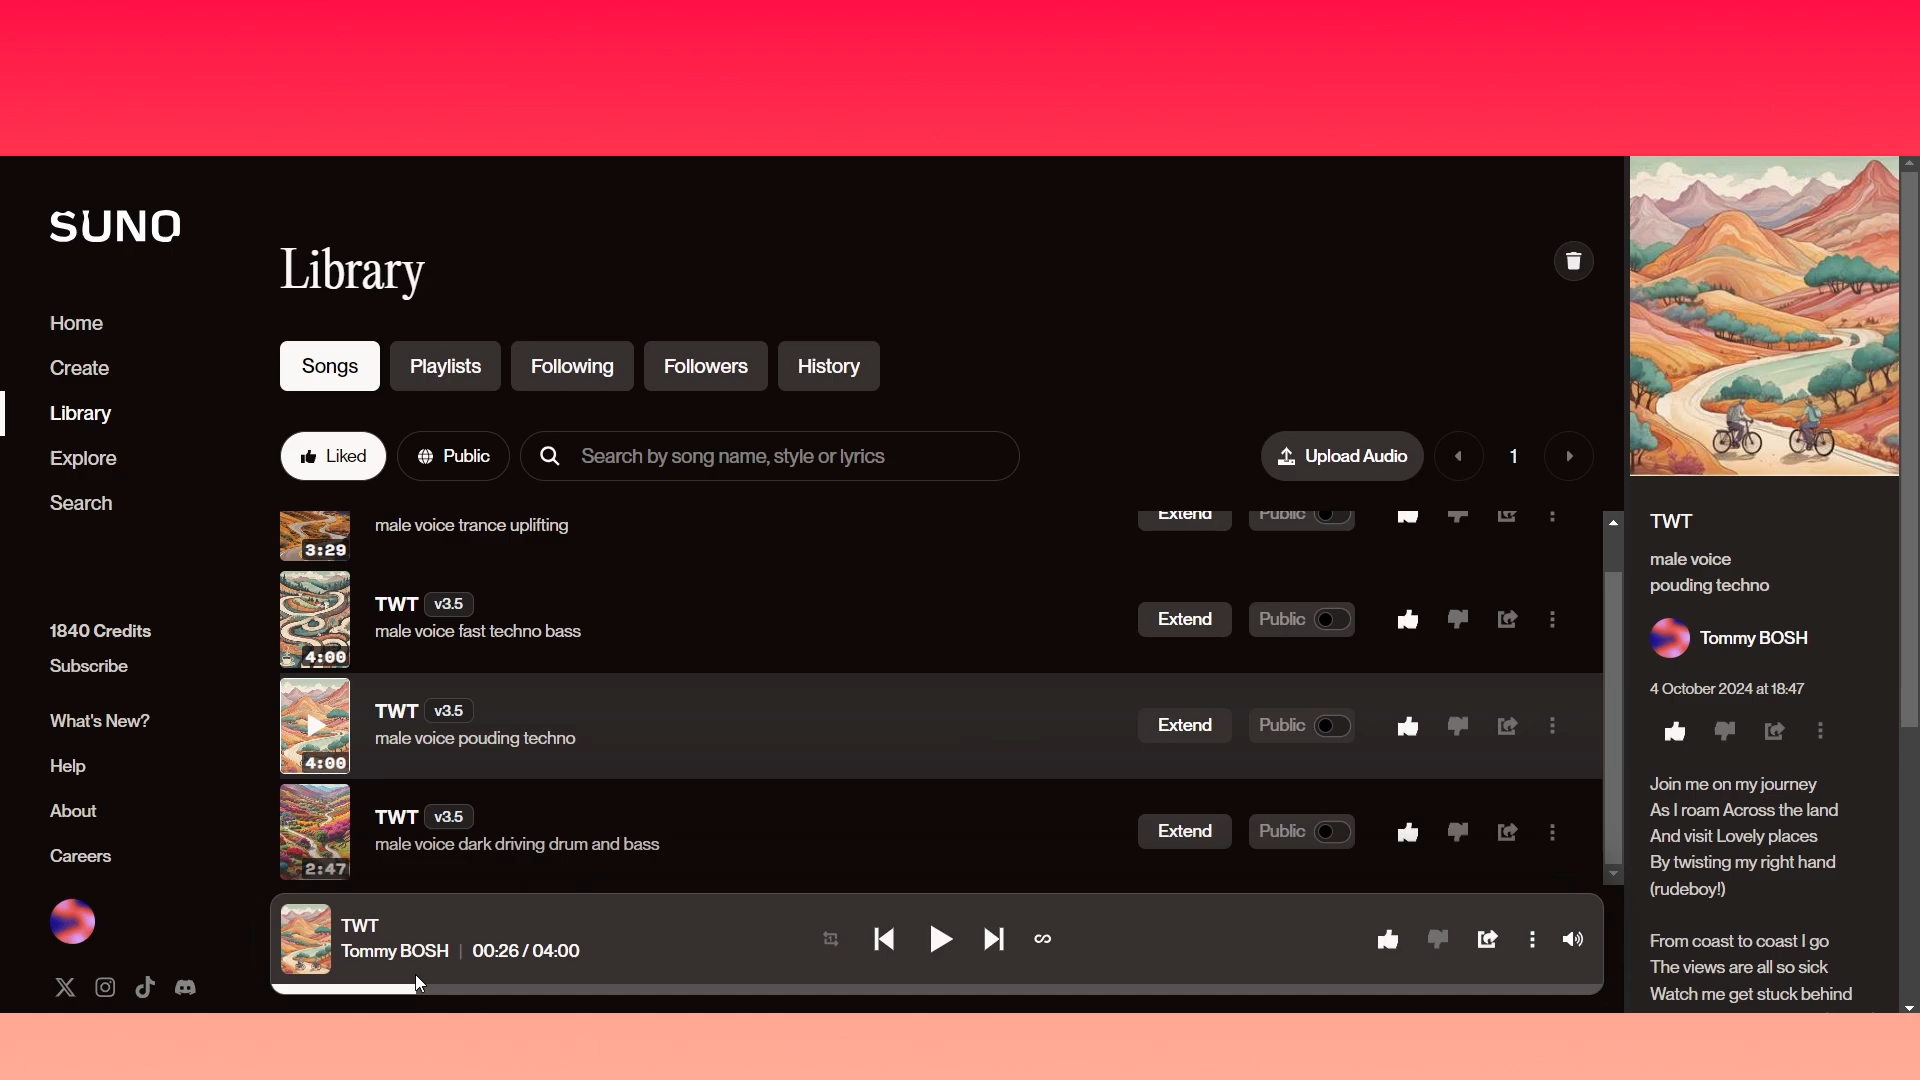 SUNO
Home
Create
Library
Explore
Search
1840 Credits
Subscribe
What's New?
Help
About
Careers
Library
Songs
Playlists
Following
Followers
History
Liked
Public
Search by song name, style or lyrics
Upload Audio
1
3:29
male voice trance uplifting
Extend
Public
4:00
TWT v3.5
male voice fast techno bass
Extend
Public
4:00
TWT v3.5
male voice pouding techno
Extend
Public
2:47
TWT v3.5
male voice dark driving drum and bass
Extend
Public
TWT
Tommy BOSH | 00:26 / 04:00
TWT
male voice
pouding techno
Tommy BOSH
4 October 2024 at 18:47
Join me on my journey
As I roam Across the land
And visit Lovely places
By twisting my right hand
(rudeboy!)
From coast to coast I go
The views are all so sick
Watch me get stuck behind